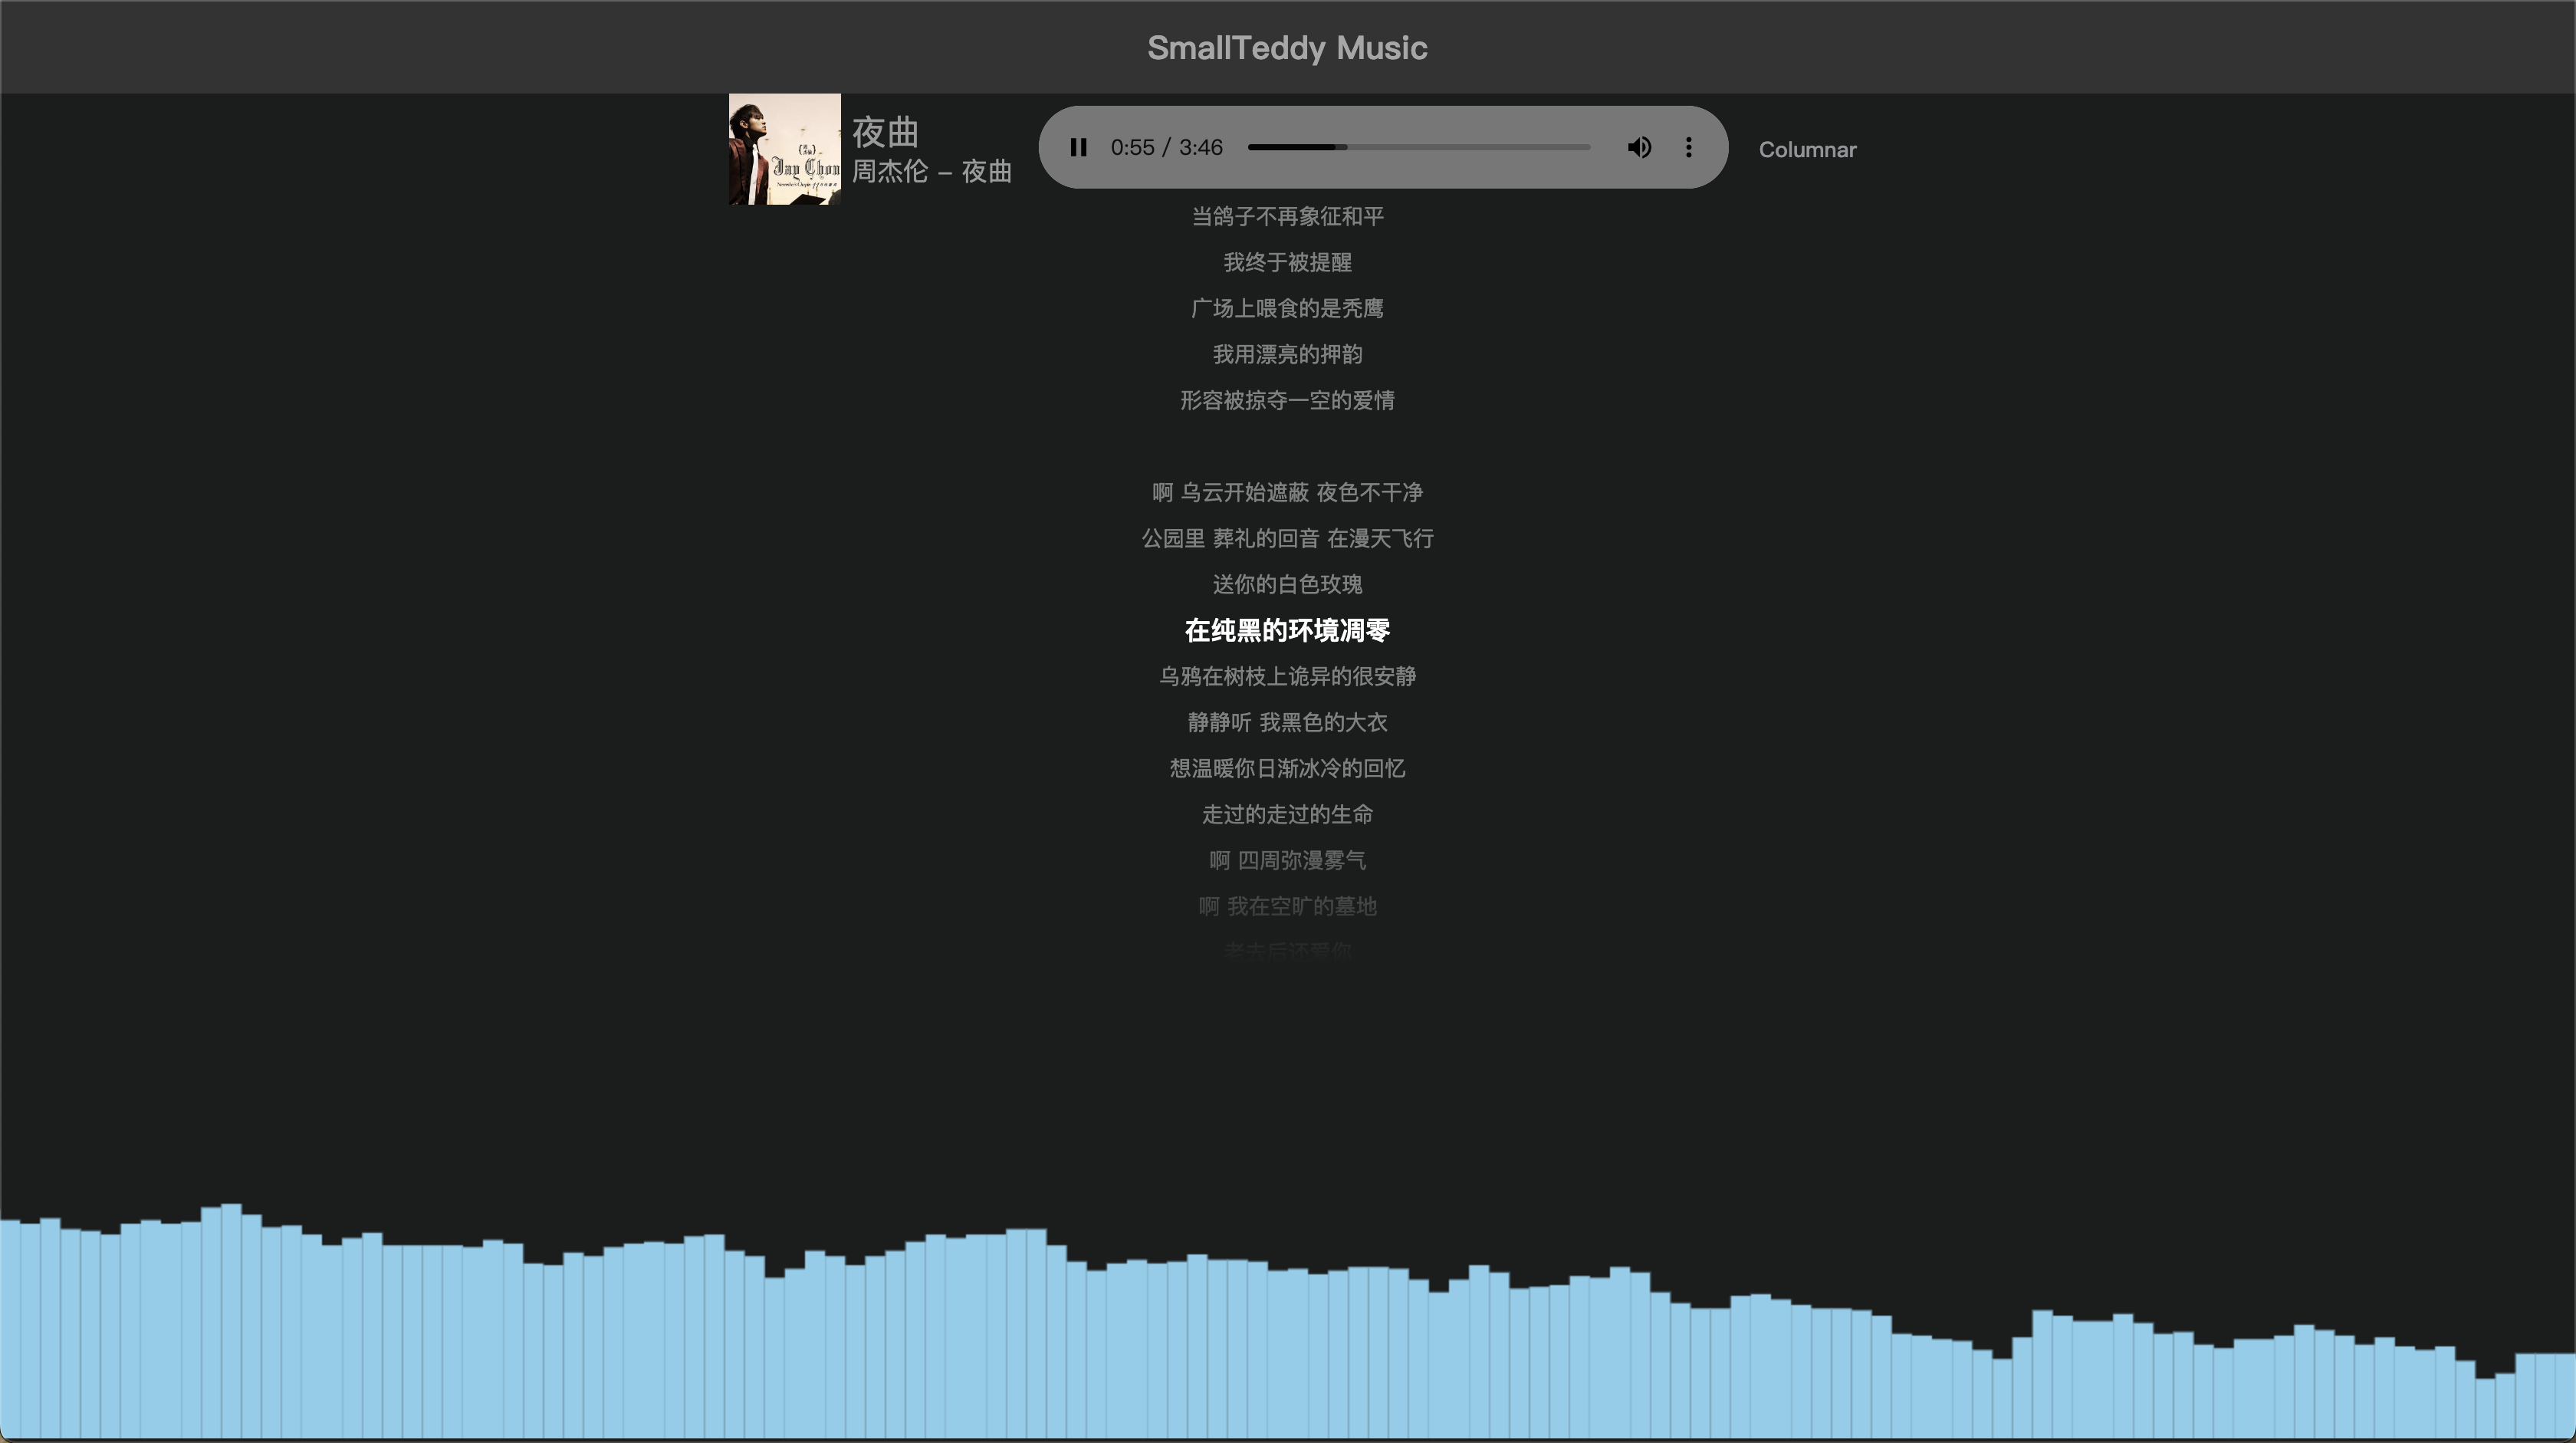 SmallTeddy Music
夜曲
周杰伦 – 夜曲
Jay Chou
0:55 / 3:46
Columnar
当鸽子不再象征和平
我终于被提醒
广场上喂食的是秃鹰
我用漂亮的押韵
形容被掠夺一空的爱情
啊 乌云开始遮蔽 夜色不干净
公园里 葬礼的回音 在漫天飞行
送你的白色玫瑰
在纯黑的环境凋零
乌鸦在树枝上诡异的很安静
静静听 我黑色的大衣
想温暖你日渐冰冷的回忆
走过的走过的生命
啊 四周弥漫雾气
啊 我在空旷的墓地
老去后还爱你